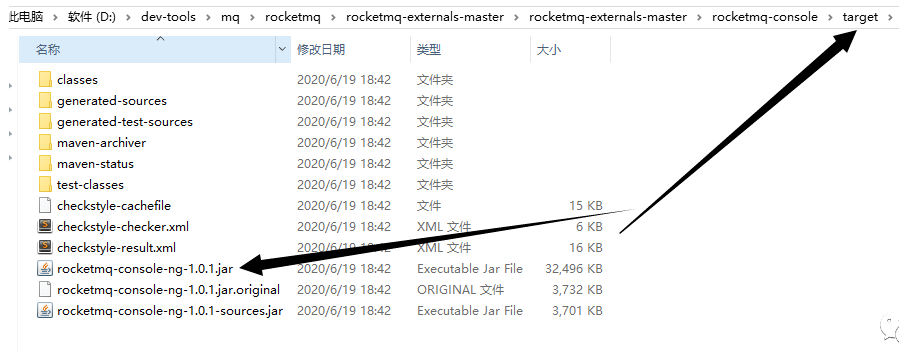 此电脑 › 软件 (D:) › dev-tools › mq › rocketmq › rocketmq-externals-master › rocketmq-externals-master › rocketmq-console › target ›
名称 修改日期 类型 大小
classes 2020/6/19 18:42 文件夹
generated-sources 2020/6/19 18:42 文件夹
generated-test-sources 2020/6/19 18:42 文件夹
maven-archiver 2020/6/19 18:42 文件夹
maven-status 2020/6/19 18:42 文件夹
test-classes 2020/6/19 18:42 文件夹
checkstyle-cachefile 2020/6/19 18:42 文件 15 KB
checkstyle-checker.xml 2020/6/19 18:42 XML 文件 6 KB
checkstyle-result.xml 2020/6/19 18:42 XML 文件 16 KB
rocketmq-console-ng-1.0.1.jar 2020/6/19 18:42 Executable Jar File 32,496 KB
rocketmq-console-ng-1.0.1.jar.original 2020/6/19 18:42 ORIGINAL 文件 3,732 KB
rocketmq-console-ng-1.0.1-sources.jar 2020/6/19 18:42 Executable Jar File 3,701 KB